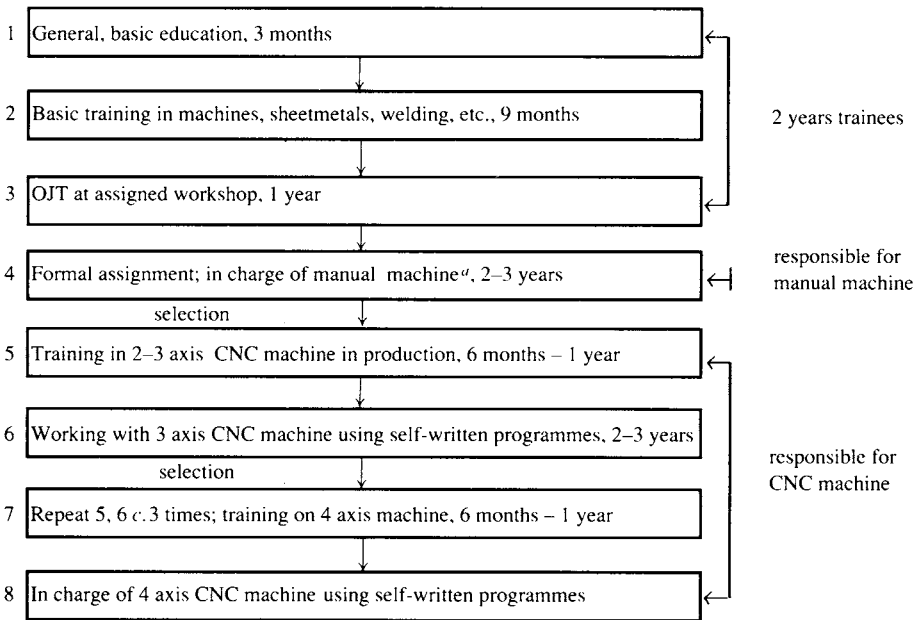 1 General, basic education, 3 months
2 Basic training in machines, sheetmetals, welding, etc., 9 months
2 years trainees
3 OJT at assigned workshop, 1 year
4 Formal assignment; in charge of manual machineᵃ, 2–3 years
responsible for
manual machine
selection
5 Training in 2–3 axis CNC machine in production, 6 months – 1 year
6 Working with 3 axis CNC machine using self-written programmes, 2–3 years
responsible for
CNC machine
selection
7 Repeat 5, 6 c. 3 times; training on 4 axis machine, 6 months – 1 year
8 In charge of 4 axis CNC machine using self-written programmes